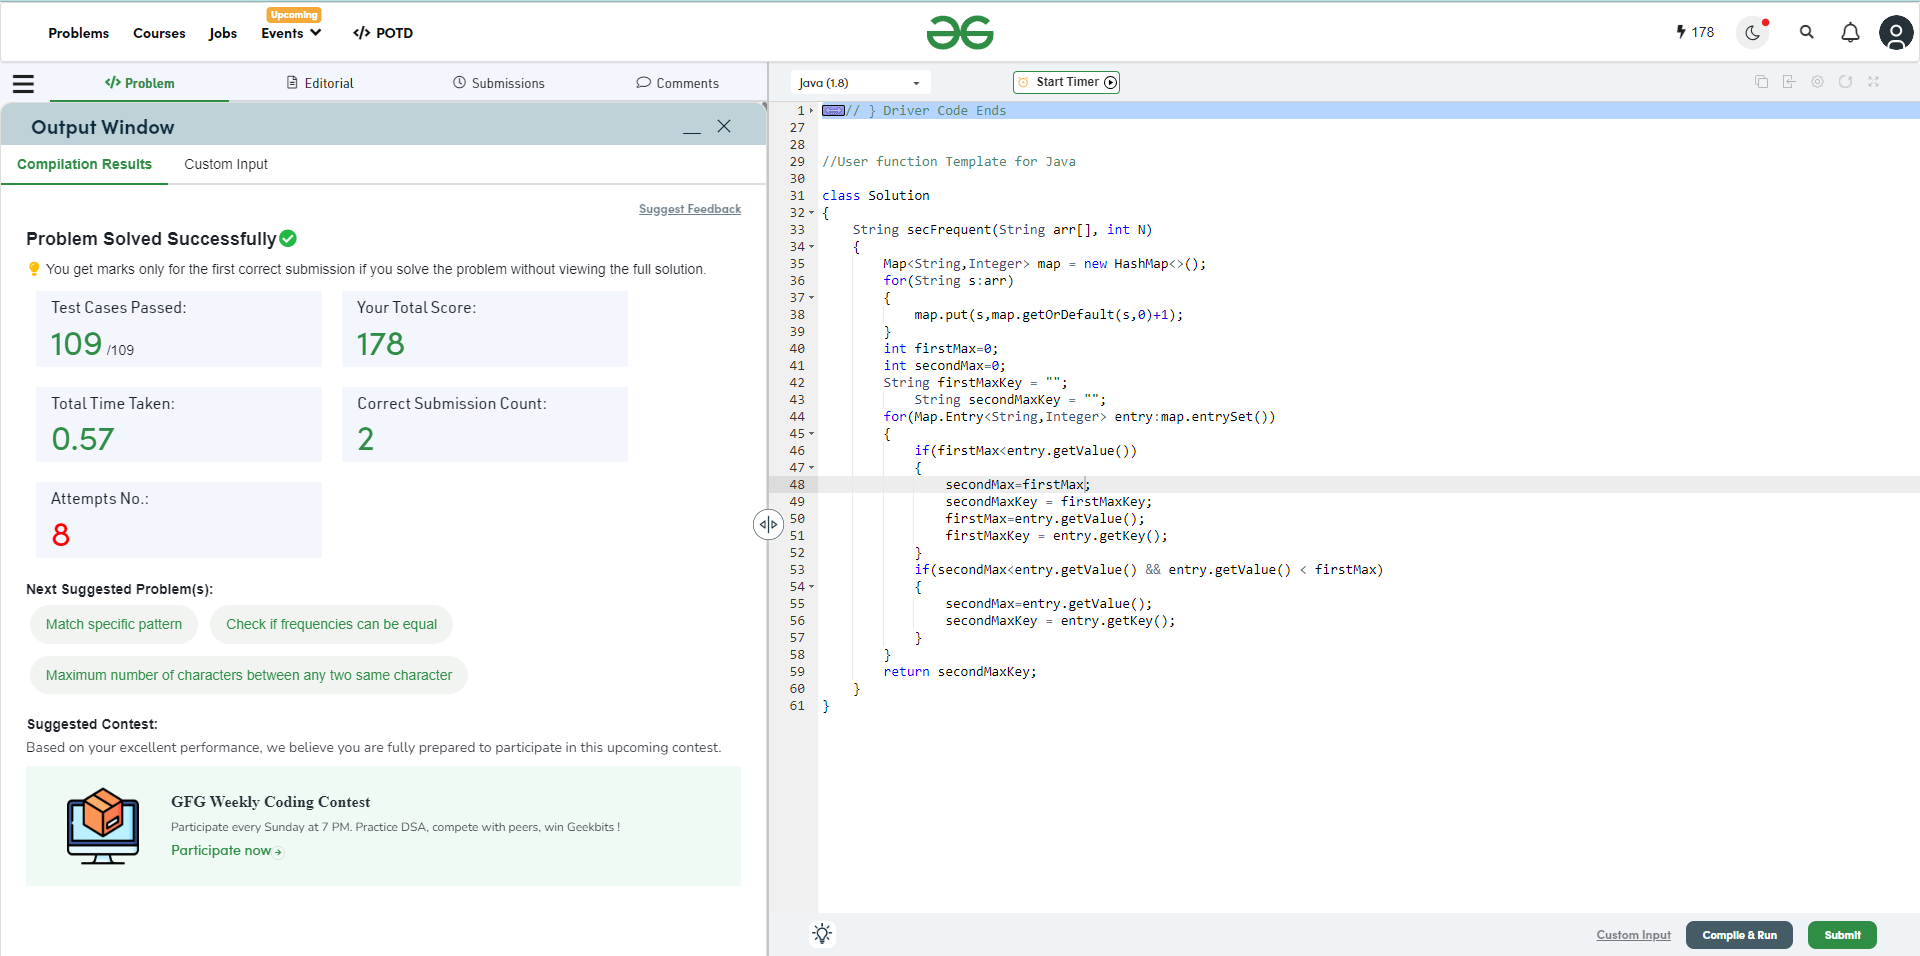 Problems Courses Jobs Upcoming Events POTD
178
Problem Editorial Submissions Comments
Output Window
Compilation Results Custom Input
Suggest Feedback
Problem Solved Successfully
You get marks only for the first correct submission if you solve the problem without viewing the full solution.
Test Cases Passed: Your Total Score:
109 /109 178
Total Time Taken: Correct Submission Count:
0.57 2
Attempts No.:
8
Next Suggested Problem(s):
Match specific pattern Check if frequencies can be equal
Maximum number of characters between any two same character
Suggested Contest:
Based on your excellent performance, we believe you are fully prepared to participate in this upcoming contest.
GFG Weekly Coding Contest
Participate every Sunday at 7 PM. Practice DSA, compete with peers, win Geekbits !
Participate now
Java (1.8) Start Timer
1 // } Driver Code Ends
27
28
29 //User function Template for Java
30
31 class Solution
32 {
33 String secFrequent(String arr[], int N)
34 {
35 Map<String,Integer> map = new HashMap<>();
36 for(String s:arr)
37 {
38 map.put(s,map.getOrDefault(s,0)+1);
39 }
40 int firstMax=0;
41 int secondMax=0;
42 String firstMaxKey = "";
43 String secondMaxKey = "";
44 for(Map.Entry<String,Integer> entry:map.entrySet())
45 {
46 if(firstMax<entry.getValue())
47 {
48 secondMax=firstMax;
49 secondMaxKey = firstMaxKey;
50 firstMax=entry.getValue();
51 firstMaxKey = entry.getKey();
52 }
53 if(secondMax<entry.getValue() && entry.getValue() < firstMax)
54 {
55 secondMax=entry.getValue();
56 secondMaxKey = entry.getKey();
57 }
58 }
59 return secondMaxKey;
60 }
61 }
Custom Input Compile & Run Submit